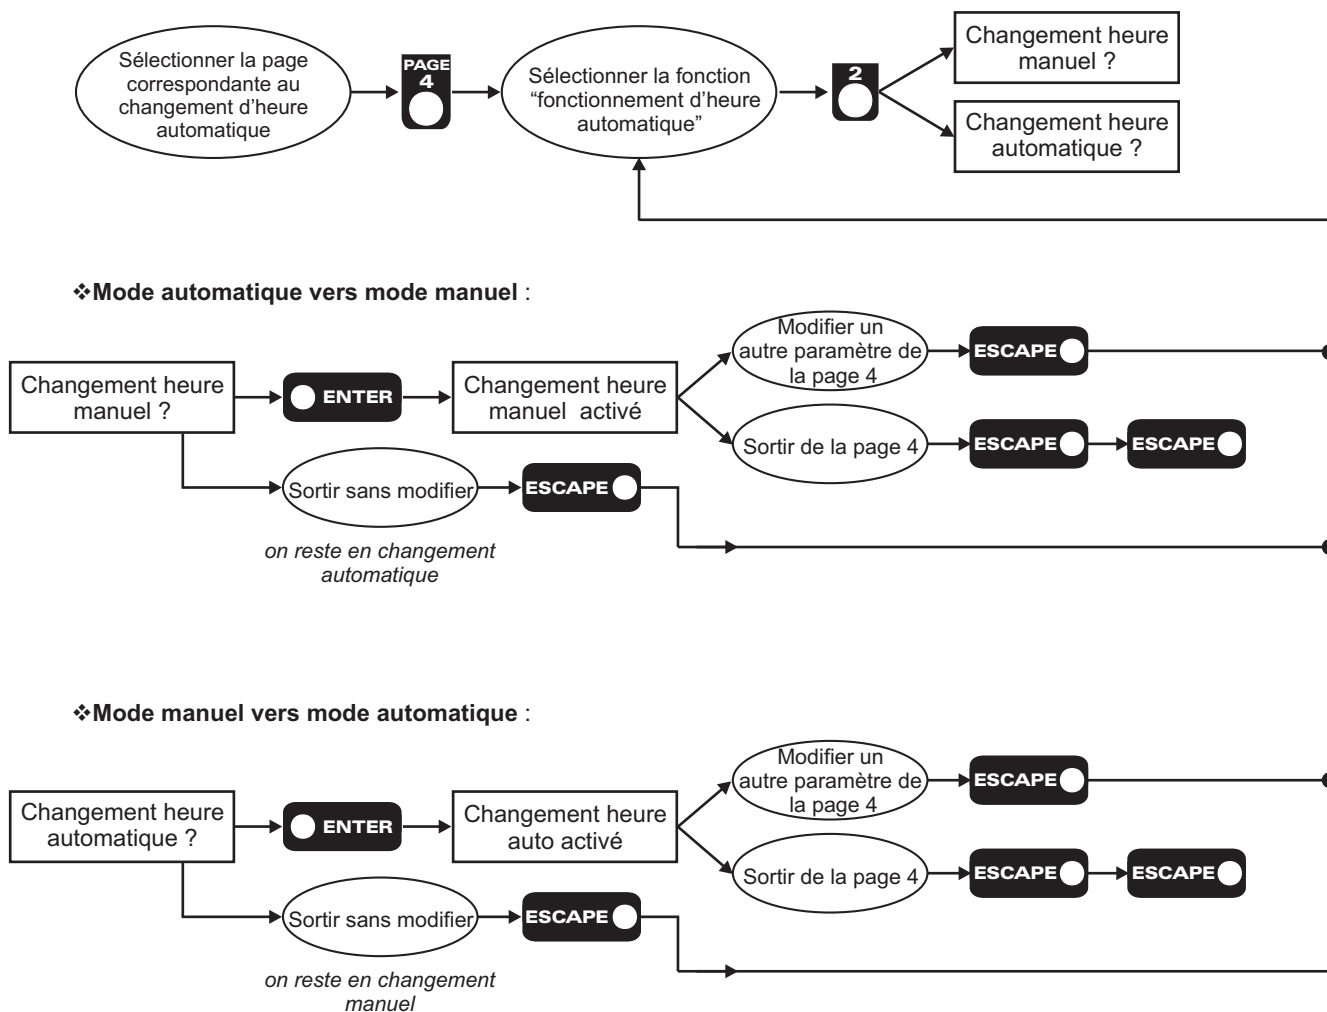 Sélectionner la page
correspondante au
changement d'heure
automatique
PAGE
4
Sélectionner la fonction
“fonctionnement d'heure
automatique”
2
Changement heure
manuel ?
Changement heure
automatique ?
❖Mode automatique vers mode manuel :
Changement heure
manuel ?
ENTER
Changement heure
manuel activé
Modifier un
autre paramètre de
la page 4
ESCAPE
Sortir de la page 4
ESCAPE
ESCAPE
Sortir sans modifier
ESCAPE
on reste en changement
automatique
❖Mode manuel vers mode automatique :
Changement heure
automatique ?
ENTER
Changement heure
auto activé
Modifier un
autre paramètre de
la page 4
ESCAPE
Sortir de la page 4
ESCAPE
ESCAPE
Sortir sans modifier
ESCAPE
on reste en changement
manuel